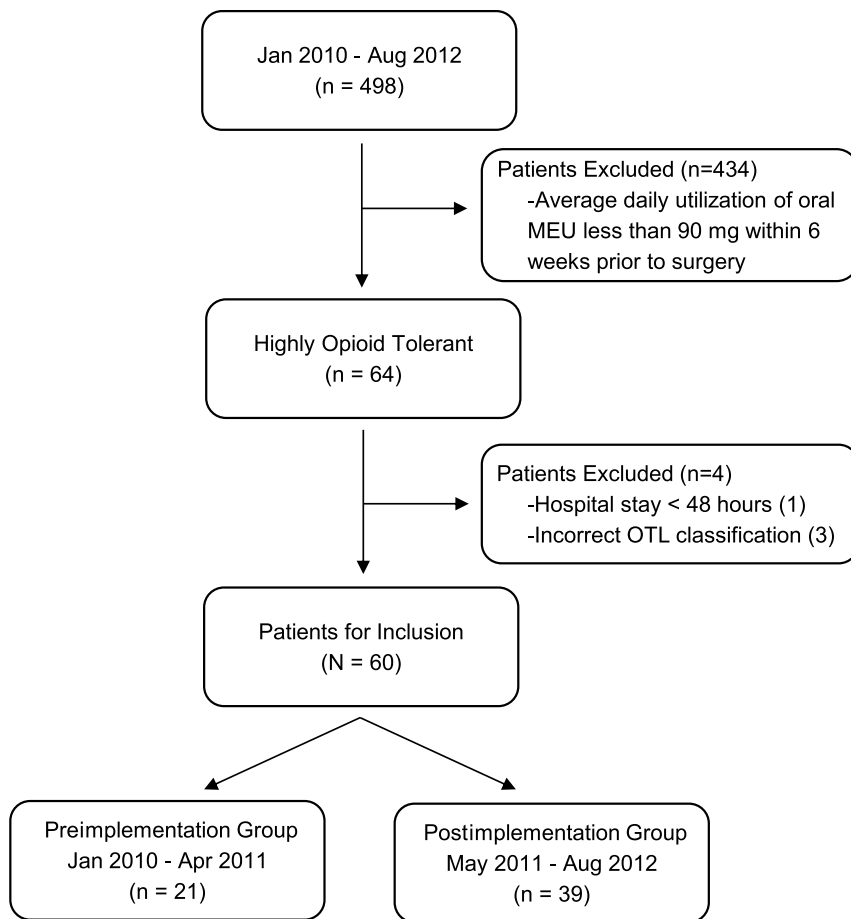 Jan 2010 - Aug 2012
(n = 498)
Patients Excluded (n=434)
-Average daily utilization of oral
MEU less than 90 mg within 6
weeks prior to surgery
Highly Opioid Tolerant
(n = 64)
Patients Excluded (n=4)
-Hospital stay < 48 hours (1)
-Incorrect OTL classification (3)
Patients for Inclusion
(N = 60)
Preimplementation Group
Jan 2010 - Apr 2011
(n = 21)
Postimplementation Group
May 2011 - Aug 2012
(n = 39)